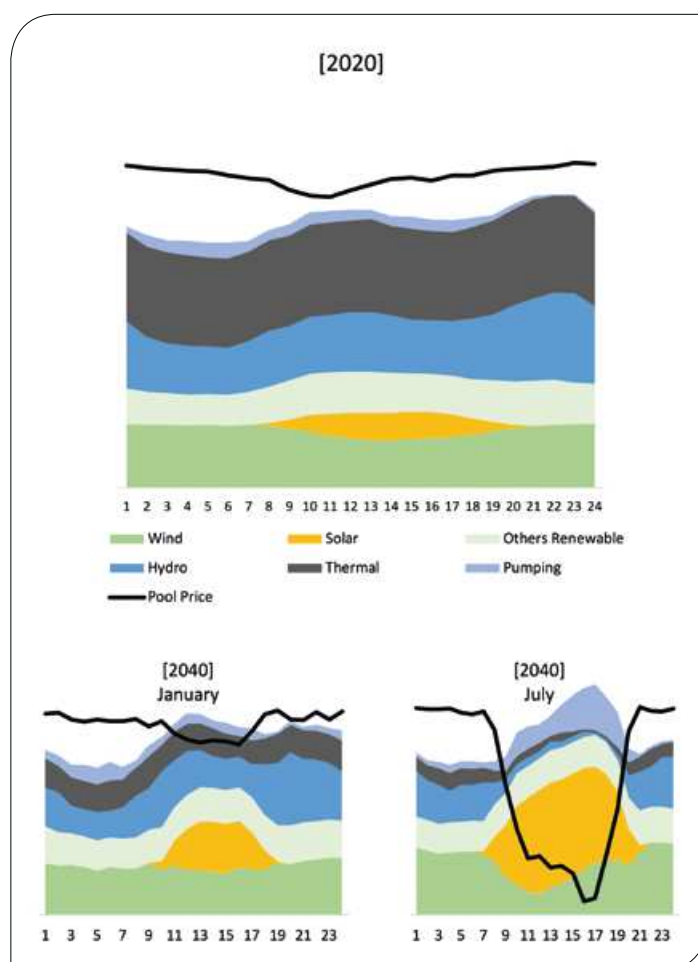 [2020]
1 2 3 4 5 6 7 8 9 10 11 12 13 14 15 16 17 18 19 20 21 22 23 24
Wind Solar Others Renewable
Hydro Thermal Pumping
Pool Price
[2040] [2040]
January July
1 3 5 7 9 11 13 15 17 19 21 23 1 3 5 7 9 11 13 15 17 19 21 23